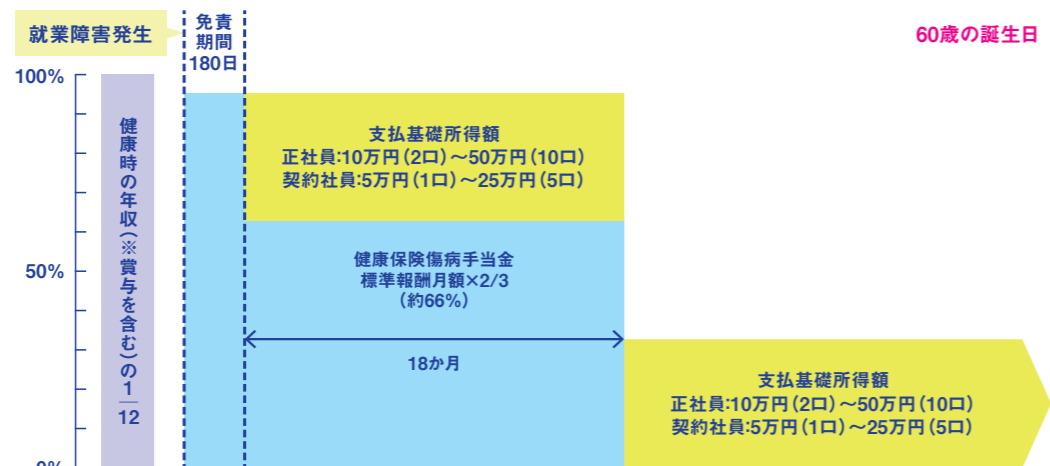 就業障害発生
免責
期間
180日
60歳の誕生日
100%
50%
0%
健康時の年収(※賞与を含む)の1/12
支払基礎所得額
正社員:10万円(2口)～50万円(10口)
契約社員:5万円(1口)～25万円(5口)
健康保険傷病手当金
標準報酬月額×2/3
(約66%)
18か月
支払基礎所得額
正社員:10万円(2口)～50万円(10口)
契約社員:5万円(1口)～25万円(5口)